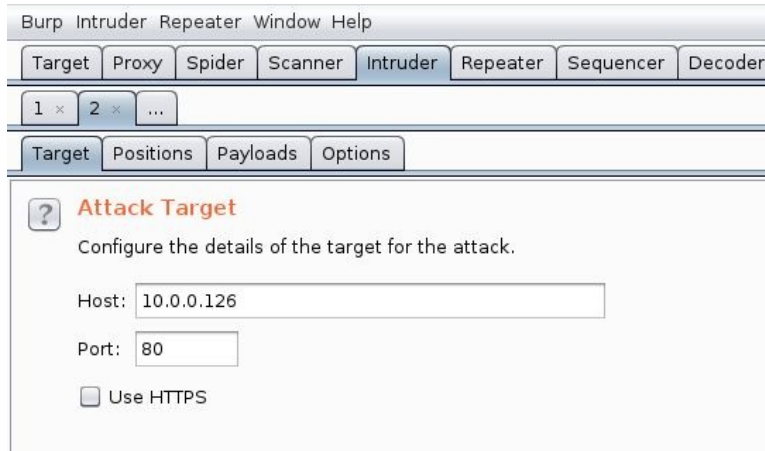 Burp Intruder Repeater Window Help
Target Proxy Spider Scanner Intruder Repeater Sequencer Decoder
1 × 2 × ...
Target Positions Payloads Options
? Attack Target
Configure the details of the target for the attack.
Host: 10.0.0.126
Port: 80
Use HTTPS